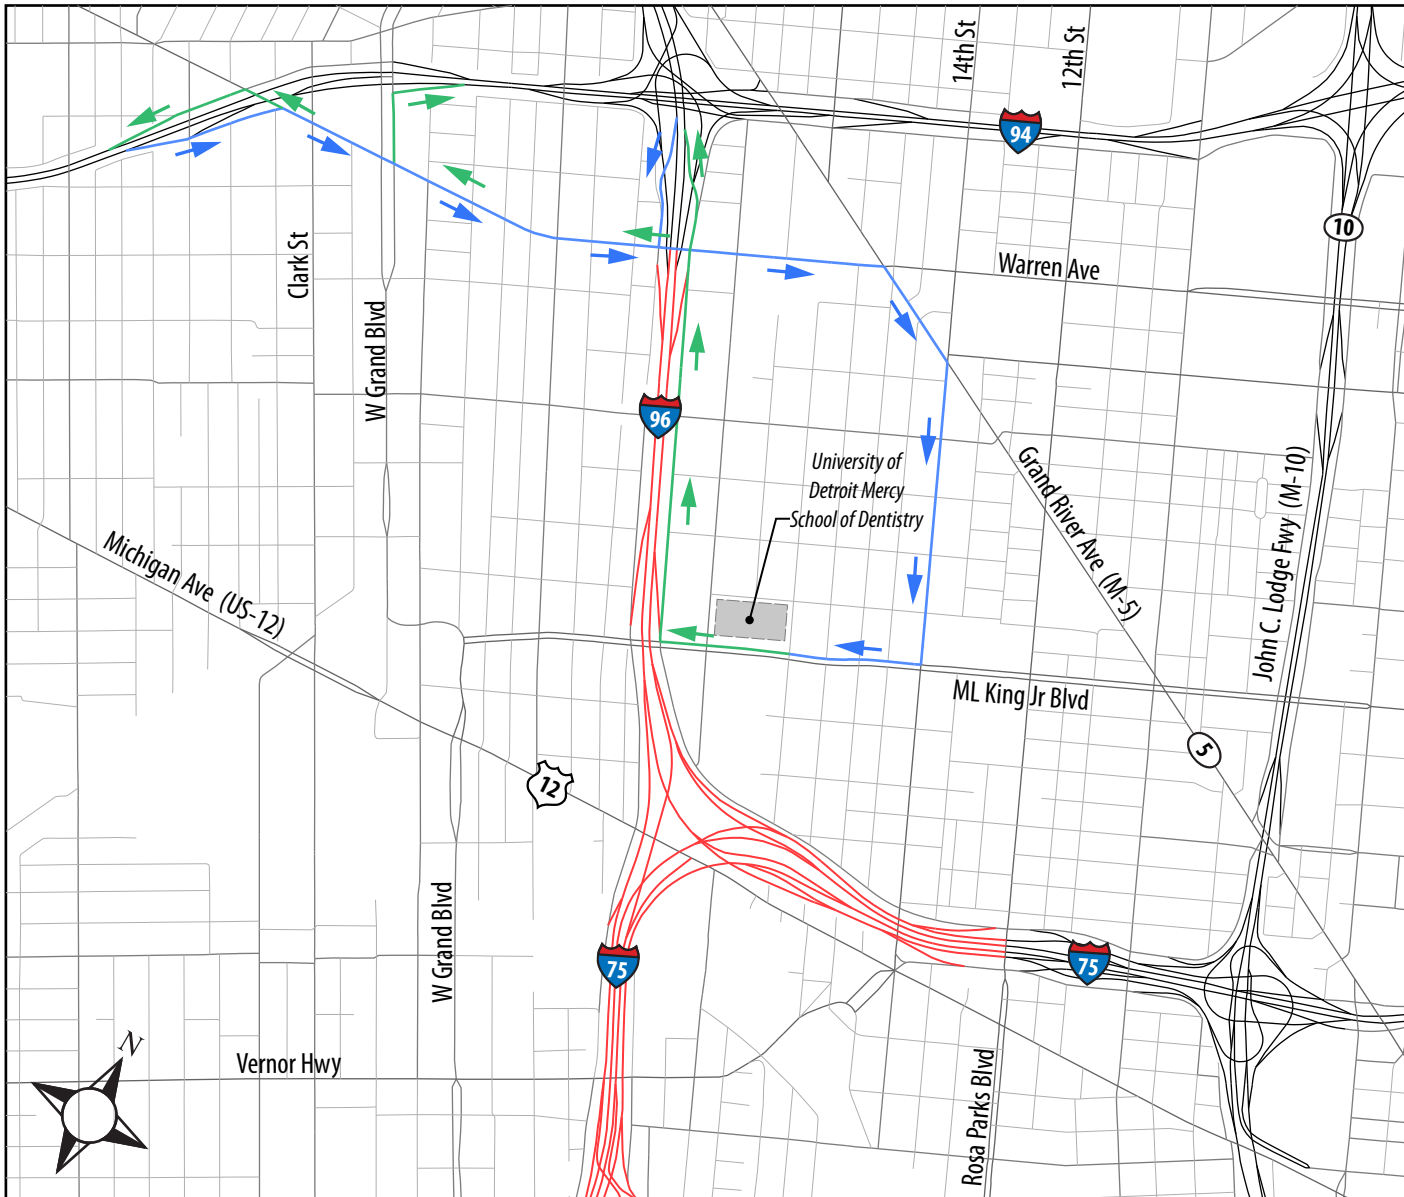 14th St
12th St
94
10
Clark St
Warren Ave
W Grand Blvd
96
University of
Detroit Mercy
School of Dentistry
Grand River Ave (M-5)
John C. Lodge Fwy (M-10)
Michigan Ave (US-12)
ML King Jr Blvd
5
12
W Grand Blvd
75
75
N
Vernor Hwy
Rosa Parks Blvd